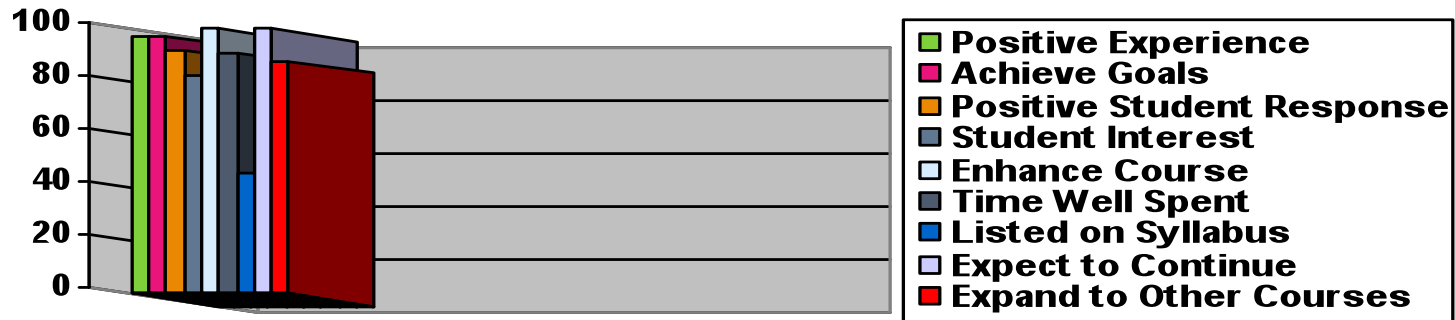 100
80
60
40
20
0
Positive Experience
Achieve Goals
Positive Student Response
Student Interest
Enhance Course
Time Well Spent
Listed on Syllabus
Expect to Continue
Expand to Other Courses